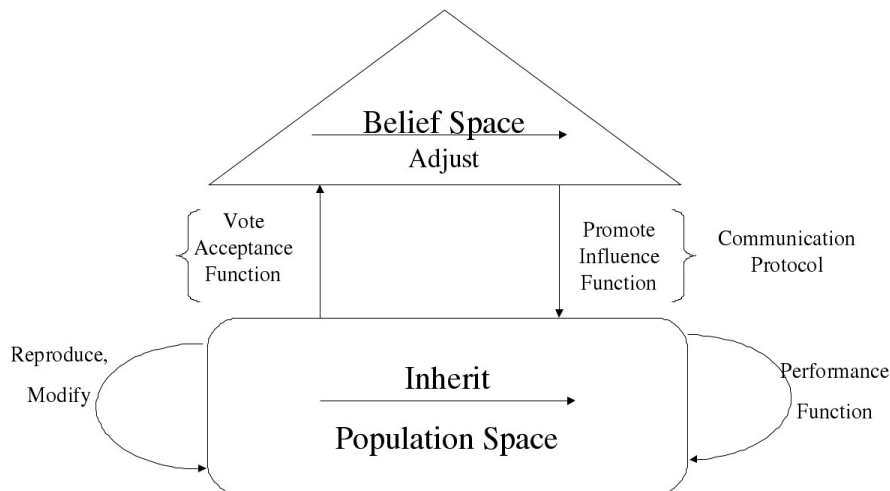 Belief Space
Adjust
Vote
Acceptance
Function
Promote
Influence
Function
Communication
Protocol
Reproduce,
Modify
Inherit
Population Space
Performance
Function